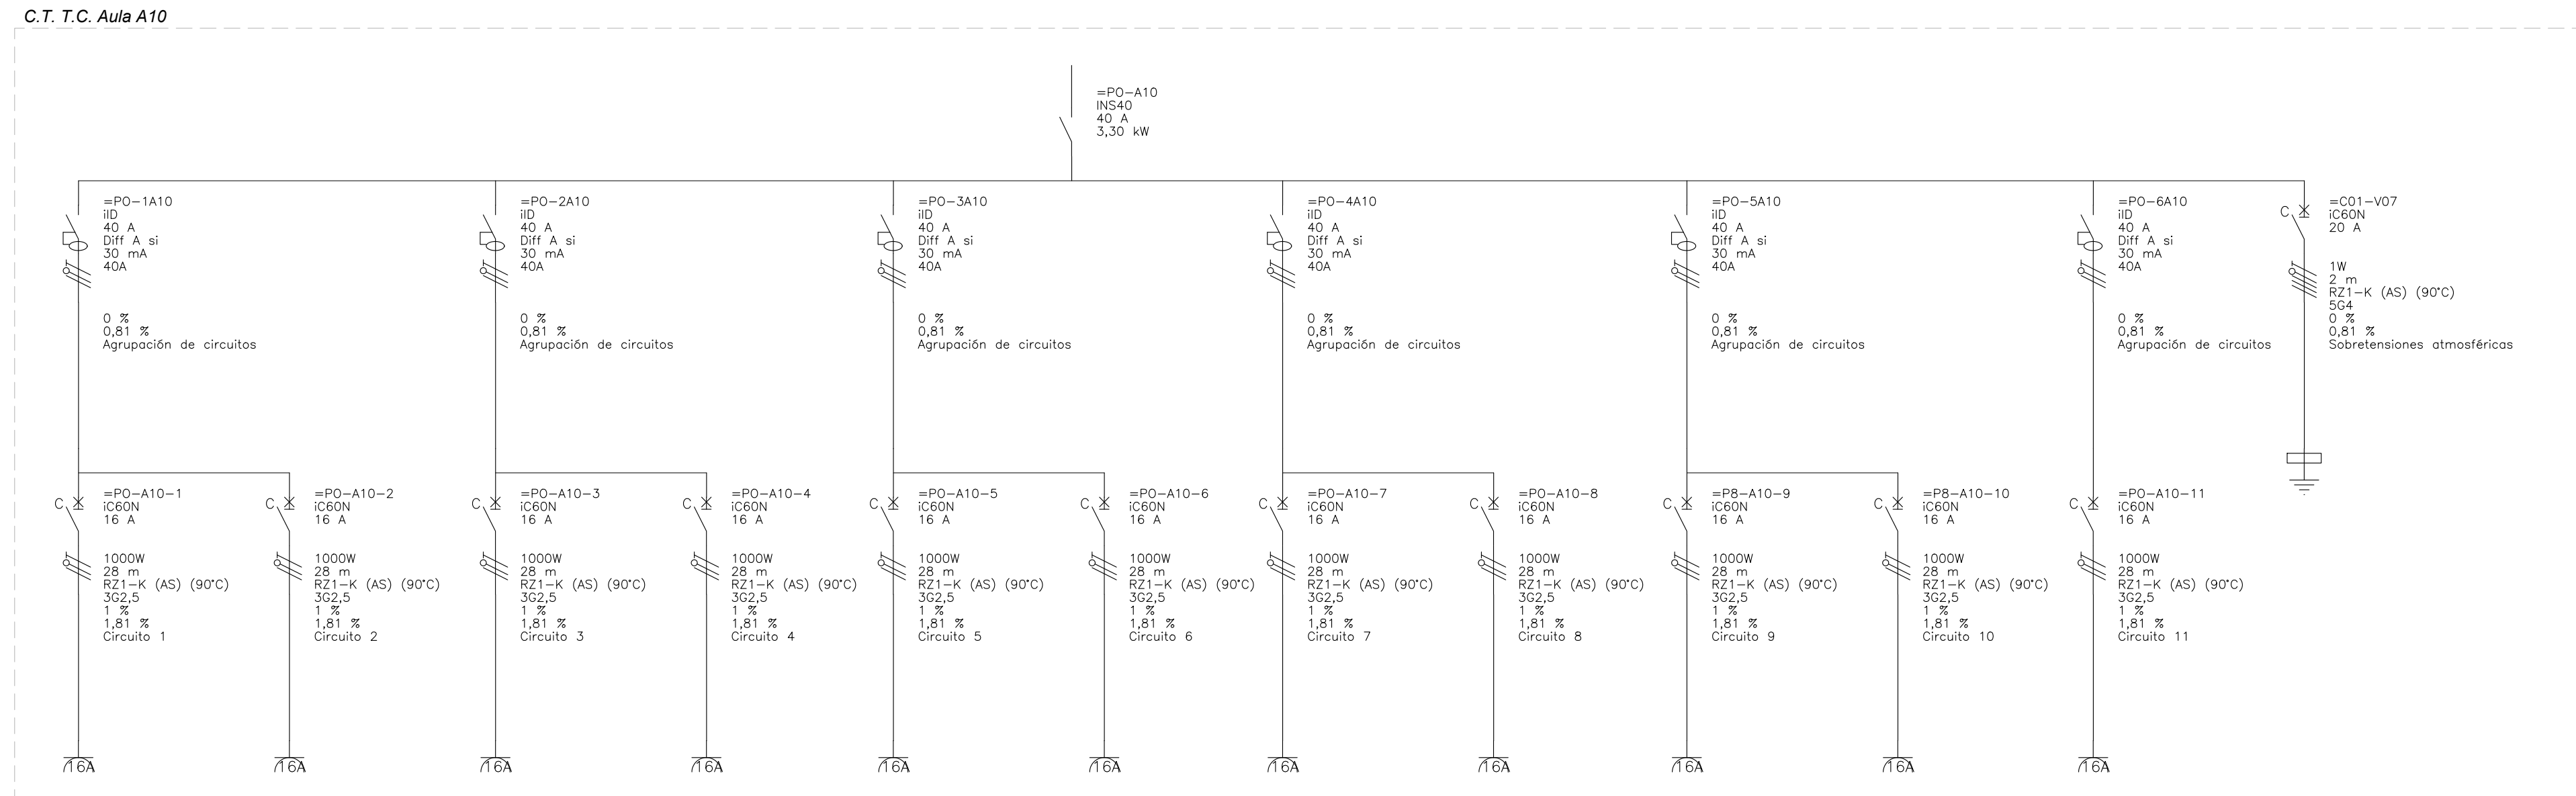 C.T. T.C. Aula A10
=PO-A10
INS40
40 A
3,30 kW
=PO-1A10
iID
40 A
Diff A si
30 mA
40A
0 %
0,81 %
Agrupación de circuitos
=PO-2A10
iID
40 A
Diff A si
30 mA
40A
0 %
0,81 %
Agrupación de circuitos
=PO-3A10
iID
40 A
Diff A si
30 mA
40A
0 %
0,81 %
Agrupación de circuitos
=PO-4A10
iID
40 A
Diff A si
30 mA
40A
0 %
0,81 %
Agrupación de circuitos
=PO-5A10
iID
40 A
Diff A si
30 mA
40A
0 %
0,81 %
Agrupación de circuitos
=PO-6A10
iID
40 A
Diff A si
30 mA
40A
0 %
0,81 %
Agrupación de circuitos
C
=C01-V07
iC60N
20 A
1W
2 m
RZ1-K (AS) (90°C)
5G4
0 %
0,81 %
Sobretensiones atmosféricas
C
=PO-A10-1
iC60N
16 A
1000W
28 m
RZ1-K (AS) (90°C)
3G2,5
1 %
1,81 %
Circuito 1
16A
C
=PO-A10-2
iC60N
16 A
1000W
28 m
RZ1-K (AS) (90°C)
3G2,5
1 %
1,81 %
Circuito 2
16A
C
=PO-A10-3
iC60N
16 A
1000W
28 m
RZ1-K (AS) (90°C)
3G2,5
1 %
1,81 %
Circuito 3
16A
C
=PO-A10-4
iC60N
16 A
1000W
28 m
RZ1-K (AS) (90°C)
3G2,5
1 %
1,81 %
Circuito 4
16A
C
=PO-A10-5
iC60N
16 A
1000W
28 m
RZ1-K (AS) (90°C)
3G2,5
1 %
1,81 %
Circuito 5
16A
C
=PO-A10-6
iC60N
16 A
1000W
28 m
RZ1-K (AS) (90°C)
3G2,5
1 %
1,81 %
Circuito 6
16A
C
=PO-A10-7
iC60N
16 A
1000W
28 m
RZ1-K (AS) (90°C)
3G2,5
1 %
1,81 %
Circuito 7
16A
C
=PO-A10-8
iC60N
16 A
1000W
28 m
RZ1-K (AS) (90°C)
3G2,5
1 %
1,81 %
Circuito 8
16A
C
=P8-A10-9
iC60N
16 A
1000W
28 m
RZ1-K (AS) (90°C)
3G2,5
1 %
1,81 %
Circuito 9
16A
C
=P8-A10-10
iC60N
16 A
1000W
28 m
RZ1-K (AS) (90°C)
3G2,5
1 %
1,81 %
Circuito 10
16A
C
=PO-A10-11
iC60N
16 A
1000W
28 m
RZ1-K (AS) (90°C)
3G2,5
1 %
1,81 %
Circuito 11
16A